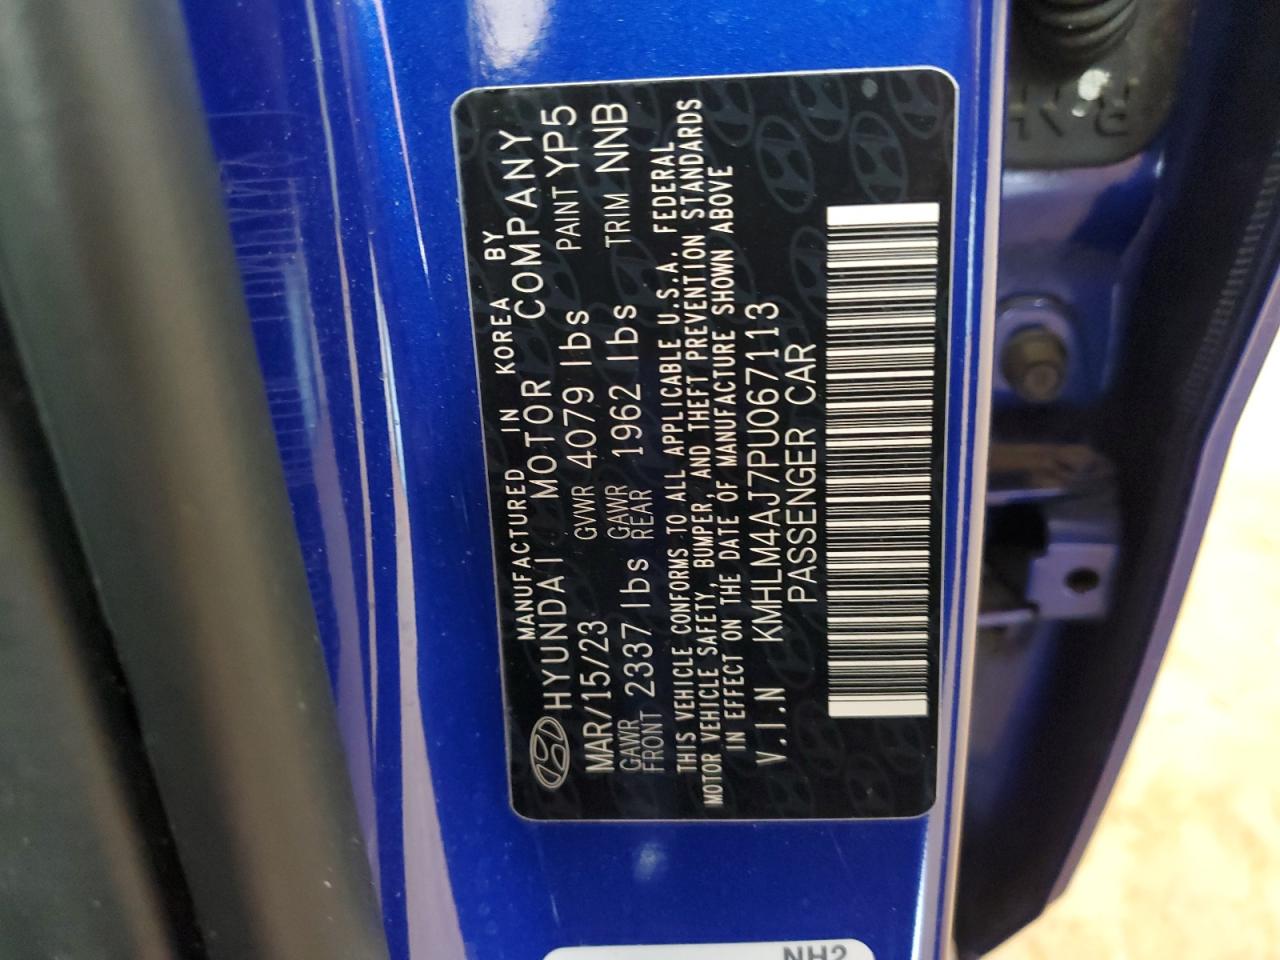 MANUFACTURED IN KOREA BY
HYUNDAI MOTOR COMPANY
MAR/15/23 GVWR 4079 lbs PAINT YP5
GAWR FRONT 2337 lbs GAWR REAR 1962 lbs TRIM NNB
THIS VEHICLE CONFORMS TO ALL APPLICABLE U.S.A. FEDERAL
MOTOR VEHICLE SAFETY, BUMPER, AND THEFT PREVENTION STANDARDS
IN EFFECT ON THE DATE OF MANUFACTURE SHOWN ABOVE
V.I.N KMHLM4AJ7PU067113
PASSENGER CAR
NH2